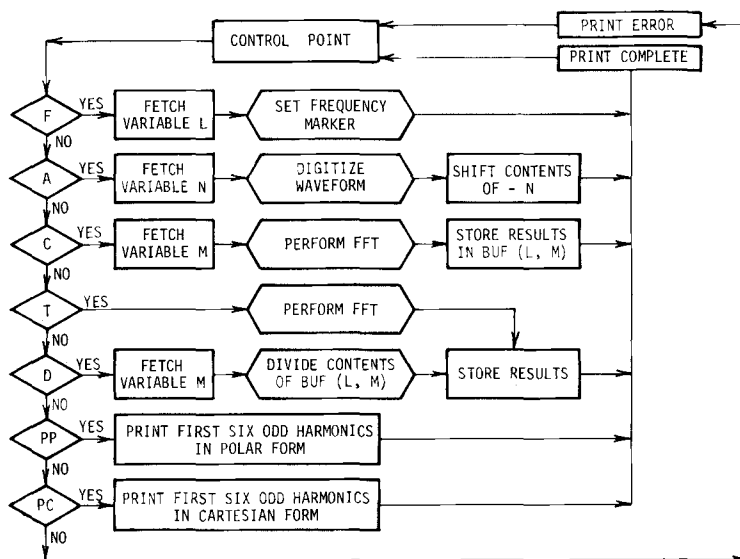 CONTROL POINT
PRINT ERROR
PRINT COMPLETE
F
YES
FETCH
VARIABLE L
SET FREQUENCY
MARKER
NO
A
YES
FETCH
VARIABLE N
DIGITIZE
WAVEFORM
SHIFT CONTENTS
OF - N
NO
C
YES
FETCH
VARIABLE M
PERFORM FFT
STORE RESULTS
IN BUF (L, M)
NO
T
YES
PERFORM FFT
NO
D
YES
FETCH
VARIABLE M
DIVIDE CONTENTS
OF BUF (L, M)
STORE RESULTS
NO
PP
YES
PRINT FIRST SIX ODD HARMONICS
IN POLAR FORM
NO
PC
YES
PRINT FIRST SIX ODD HARMONICS
IN CARTESIAN FORM
NO